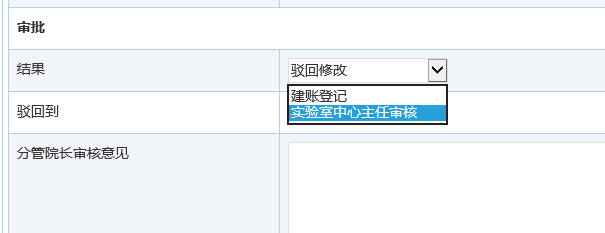 审批
结果
驳回修改
建账登记
驳回到
实验室中心主任审核
分管院长审核意见